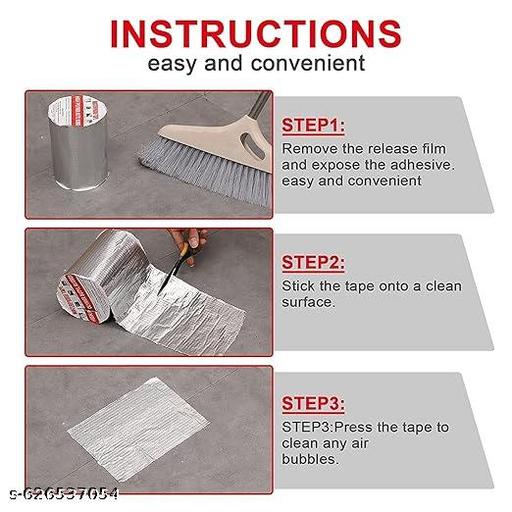 INSTRUCTIONS
easy and convenient
STEP1:
Remove the release film
and expose the adhesive.
easy and convenient
STEP2:
Stick the tape onto a clean
surface.
STEP3:
STEP3:Press the tape to
clean any air
bubbles.
s-626537054